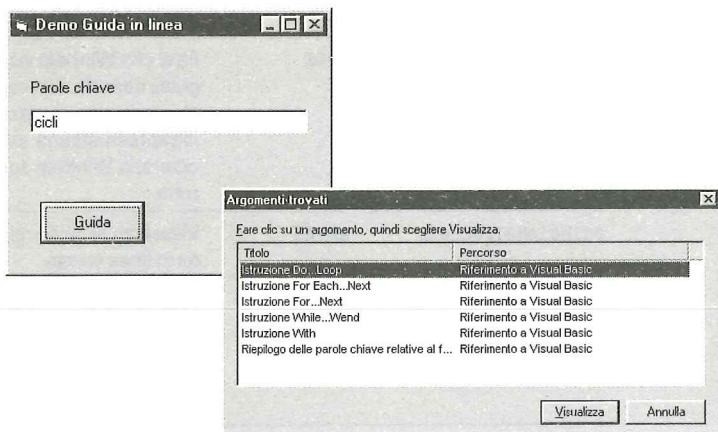 Demo Guida in linea
Parole chiave
cicli
Guida
Argomenti trovati
Fare clic su un argomento, quindi scegliere Visualizza.
Titolo Percorso
Istruzione Do...Loop Riferimento a Visual Basic
Istruzione For Each...Next Riferimento a Visual Basic
Istruzione For...Next Riferimento a Visual Basic
Istruzione While...Wend Riferimento a Visual Basic
Istruzione With Riferimento a Visual Basic
Riepilogo delle parole chiave relative al f... Riferimento a Visual Basic
Visualizza Annulla